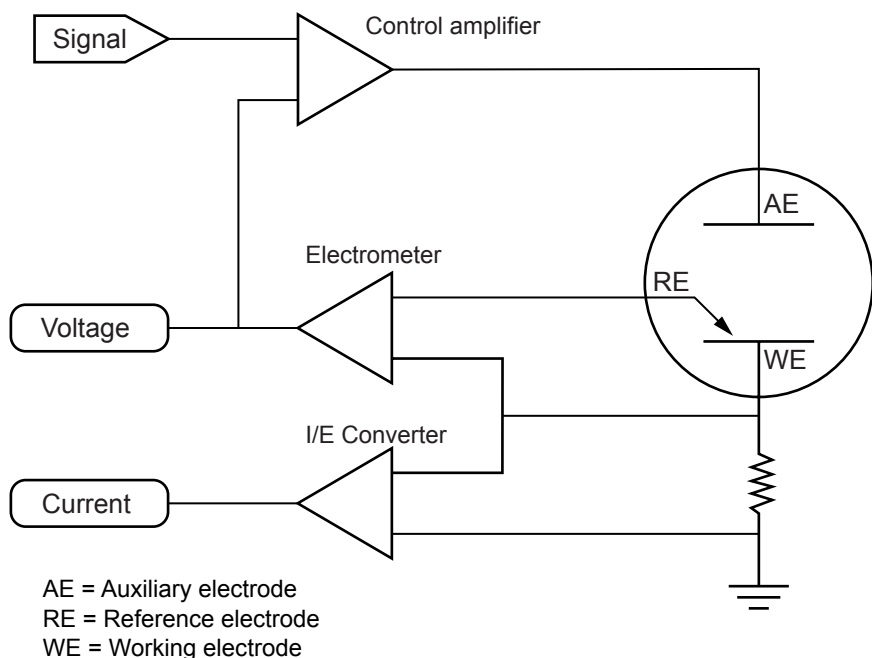 Signal
Control amplifier
AE
Electrometer
RE
Voltage
WE
I/E Converter
Current
AE = Auxiliary electrode
RE = Reference electrode
WE = Working electrode